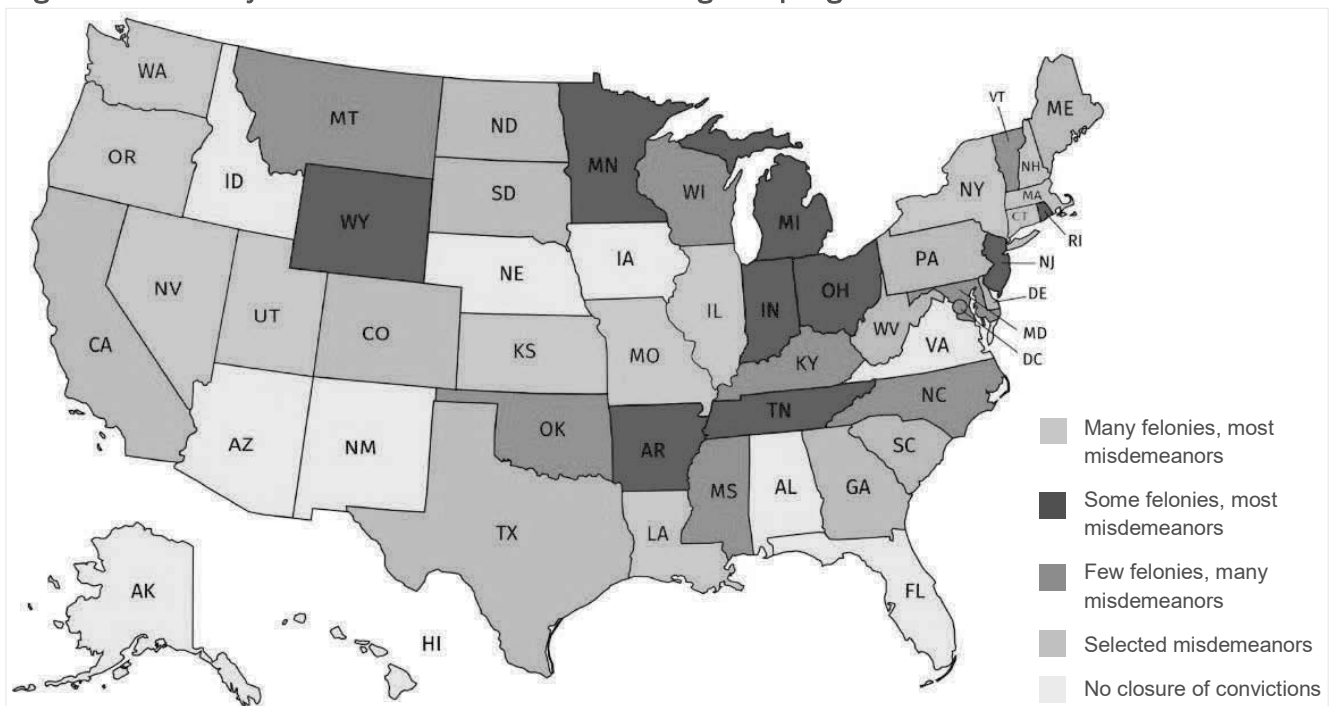 WA
MT
ND
MN
VT
ME
OR
ID
SD
WI
NH
NY
MA
WY
MI
CT
RI
IA
PA
NJ
NE
NV
OH
DE
IL
IN
UT
CO
WV
MD
CA
KS
MO
VA
DC
KY
NC
TN
OK
AZ
NM
AR
SC
MS
AL
GA
TX
LA
AK
FL
HI
Many felonies, most
misdemeanors
Some felonies, most
misdemeanors
Few felonies, many
misdemeanors
Selected misdemeanors
No closure of convictions